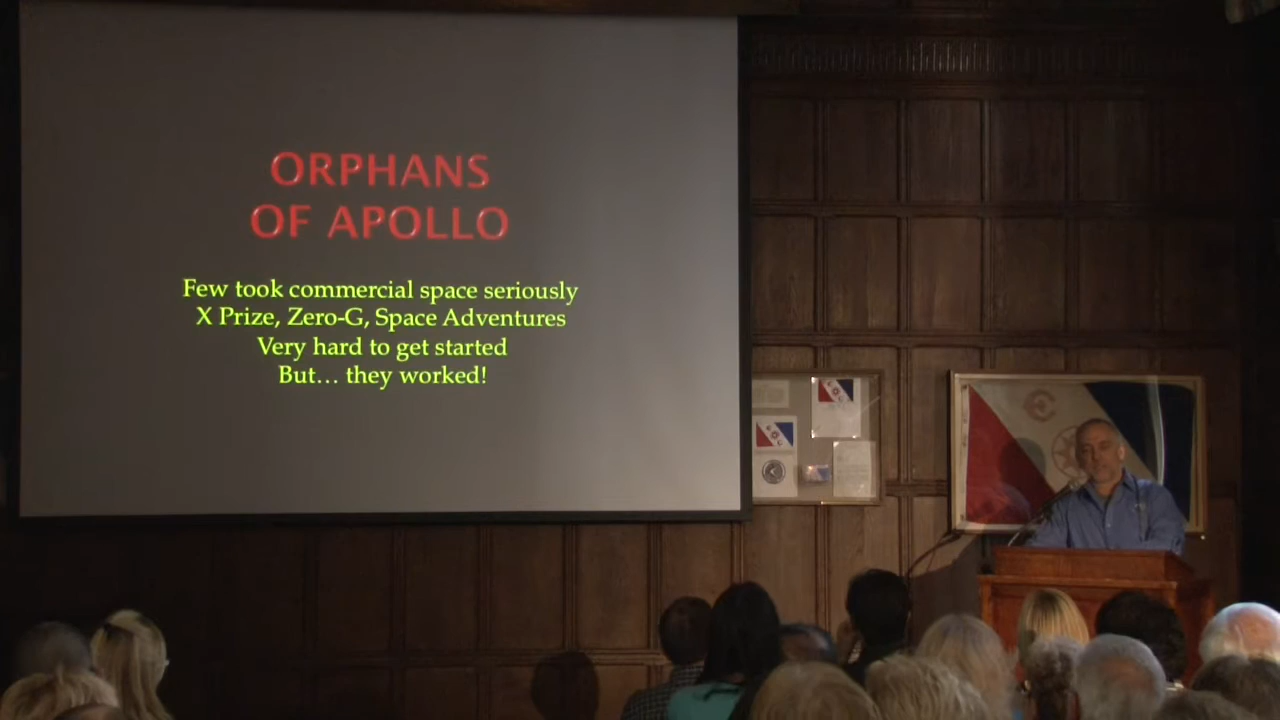 ORPHANS
OF APOLLO
Few took commercial space seriously
X Prize, Zero-G, Space Adventures
Very hard to get started
But... they worked!